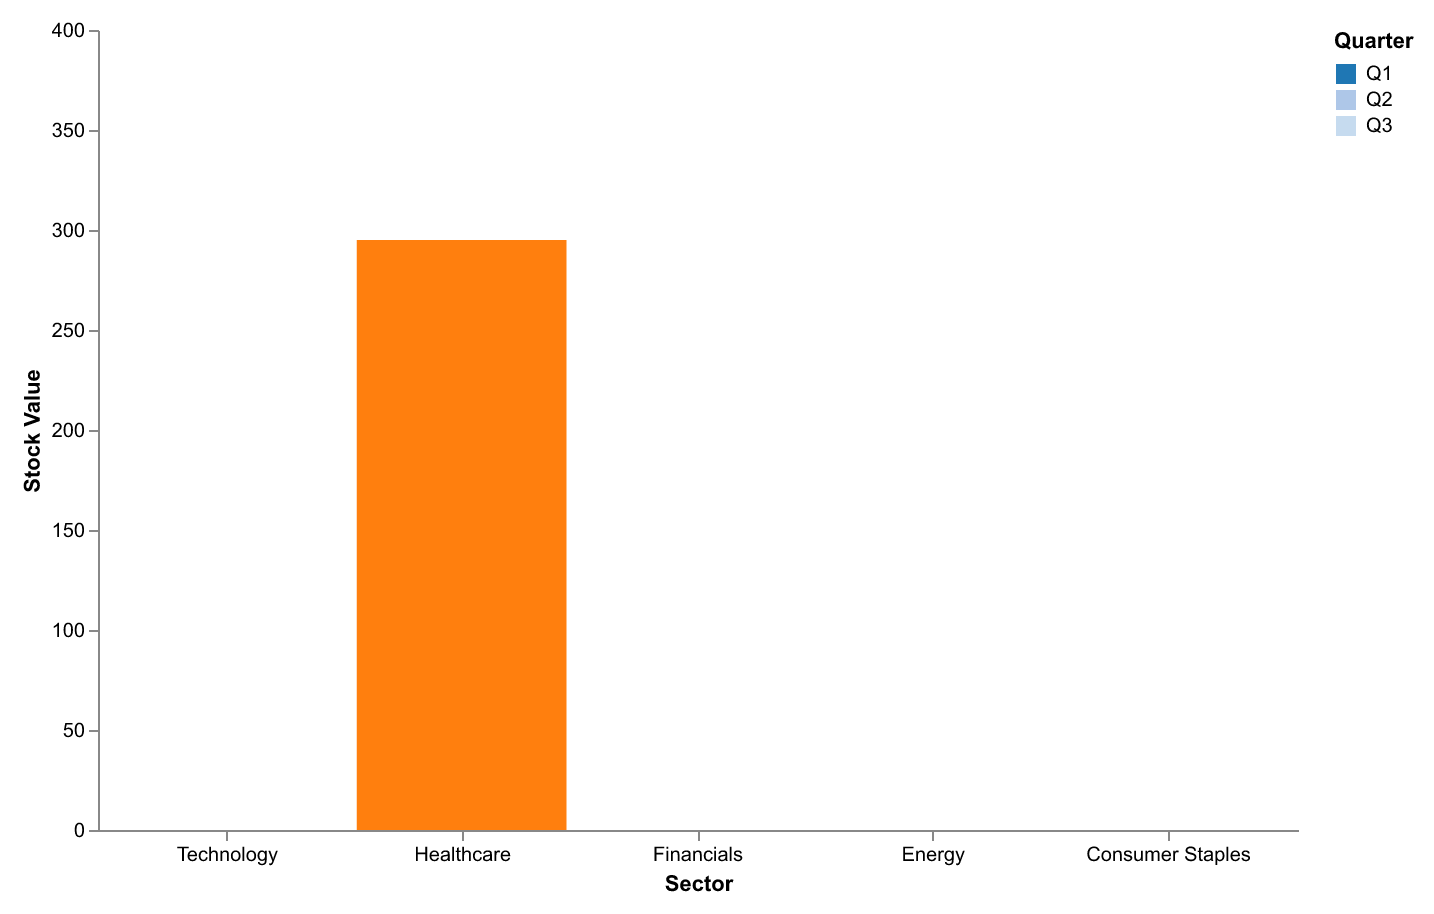 Quarter
Q1
Q2
Q3
400
350
300
250
200
150
100
50
0
Stock Value
Technology
Healthcare
Financials
Energy
Consumer Staples
Sector